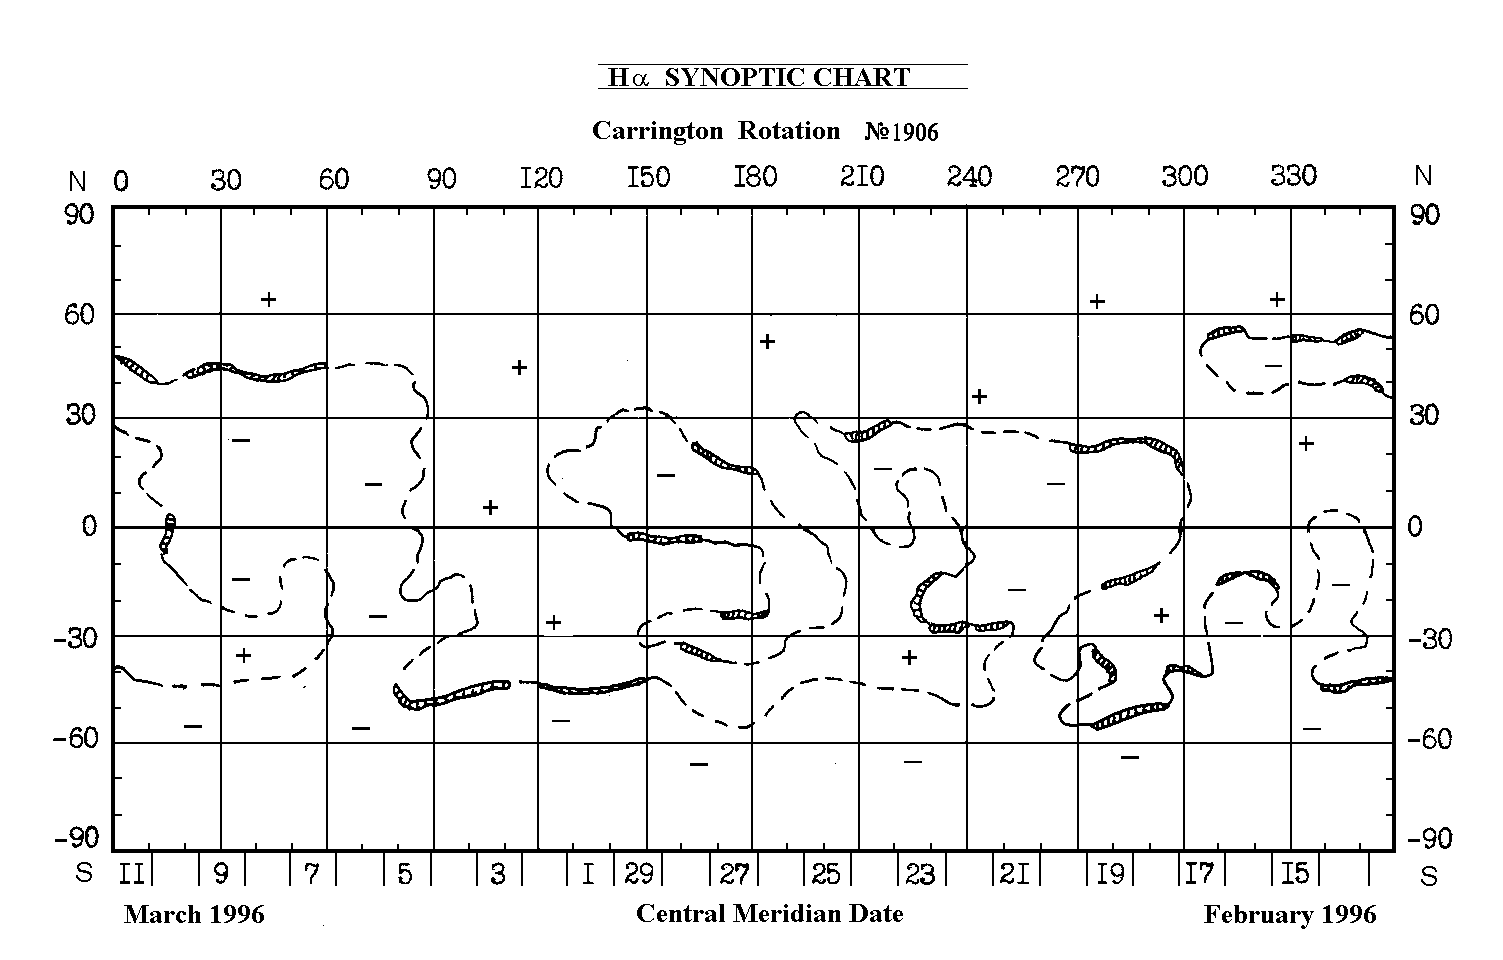 Hα SYNOPTIC CHART
Carrington Rotation №1906
N 0 30 60 90 I20 I50 I80 2I0 240 270 300 330 N
90 90
60 60
30 30
0 0
-30 -30
-60 -60
-90 -90
S II 9 7 5 3 I 29 27 25 23 2I I9 I7 I5 S
March 1996 Central Meridian Date February 1996